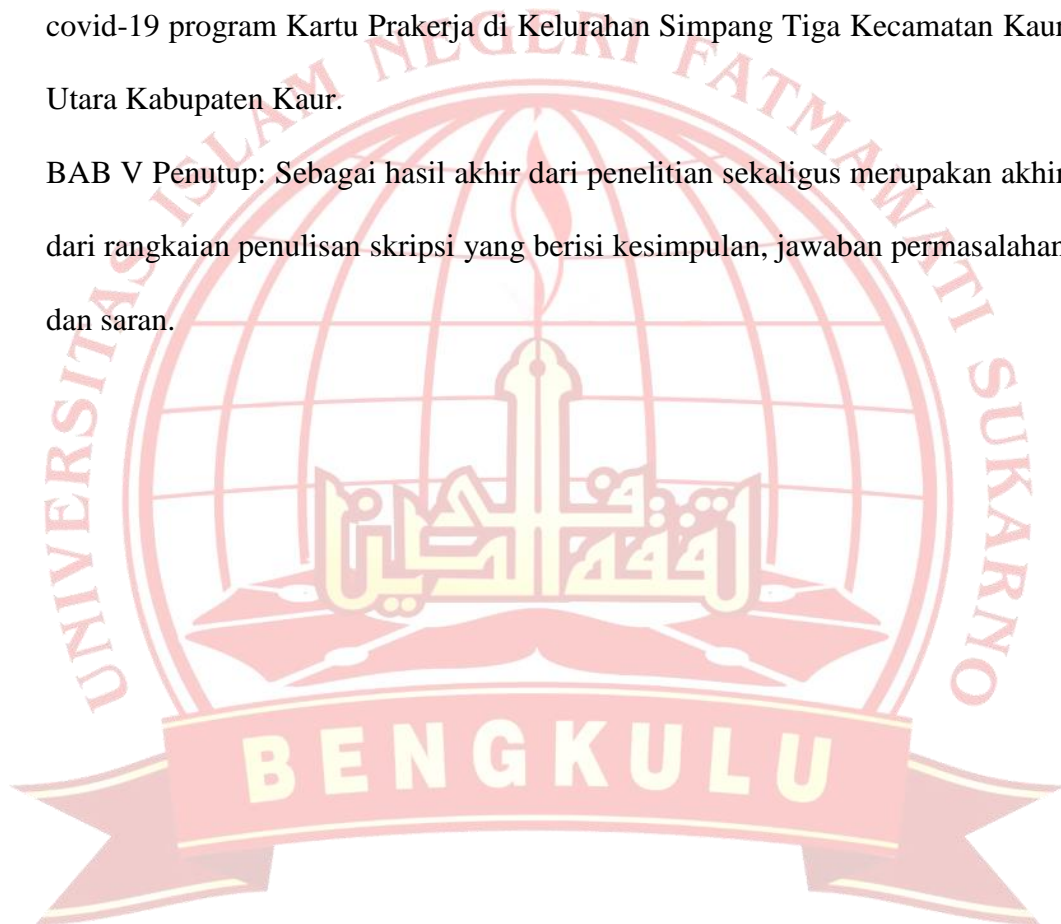 covid-19 program Kartu Prakerja di Kelurahan Simpang Tiga Kecamatan Kaur
Utara Kabupaten Kaur.
BAB V Penutup: Sebagai hasil akhir dari penelitian sekaligus merupakan akhir
dari rangkaian penulisan skripsi yang berisi kesimpulan, jawaban permasalahan
dan saran.
UNIVERSITAS ISLAM NEGERI FATMAWATI SUKARNO
BENGKULU